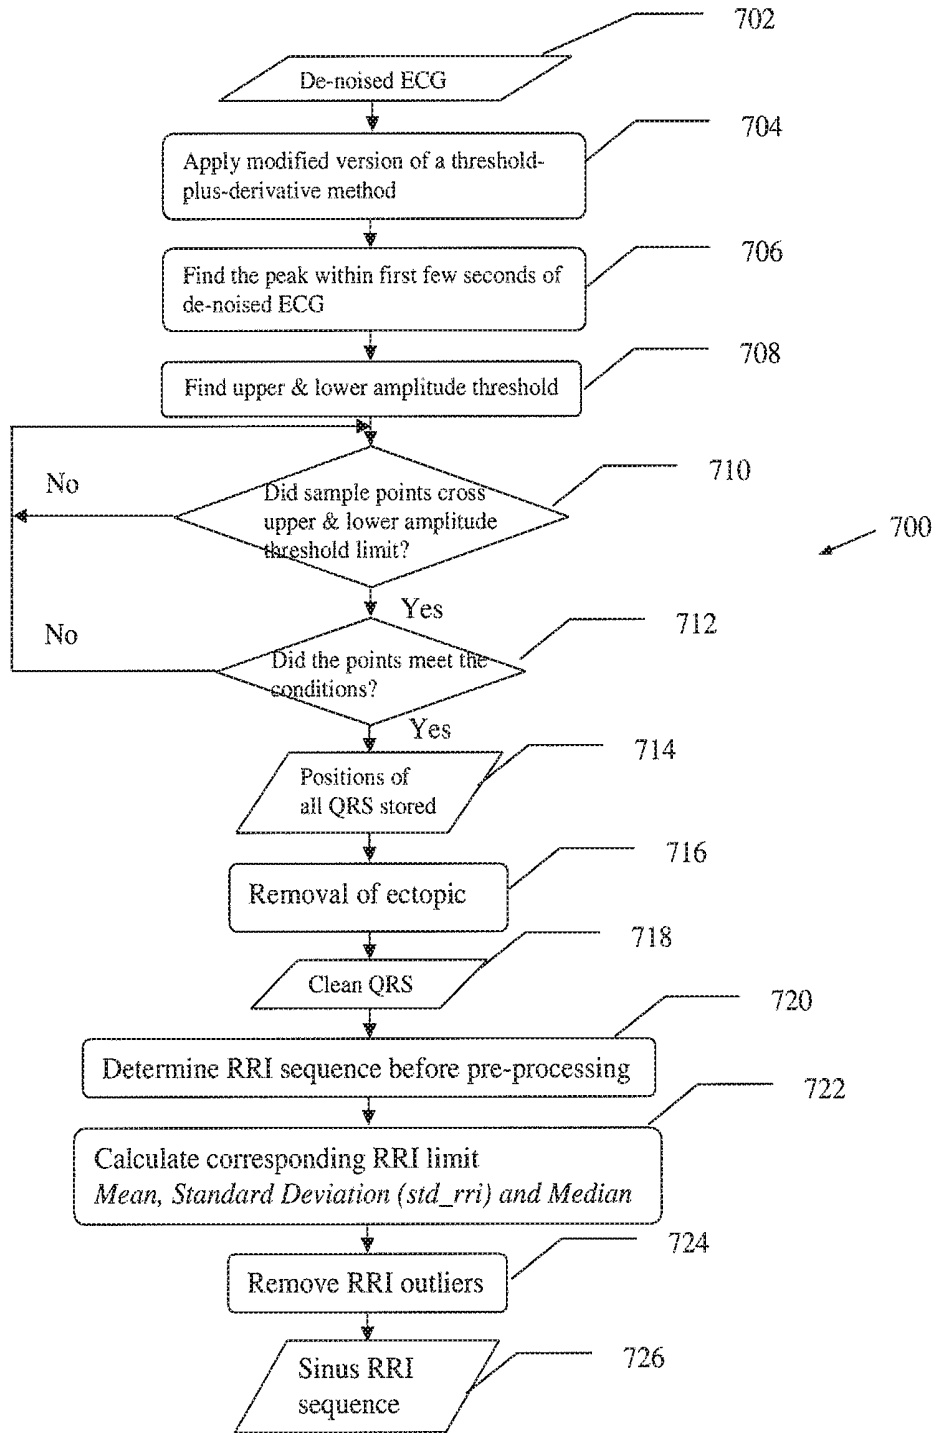 702
De-noised ECG
704
Apply modified version of a threshold-
plus-derivative method
706
Find the peak within first few seconds of
de-noised ECG
708
Find upper & lower amplitude threshold
No
710
Did sample points cross
upper & lower amplitude
threshold limit?
700
Yes
No
712
Did the points meet the
conditions?
Yes
714
Positions of
all QRS stored
716
Removal of ectopic
718
Clean QRS
720
Determine RRI sequence before pre-processing
722
Calculate corresponding RRI limit
Mean, Standard Deviation (std_rri) and Median
724
Remove RRI outliers
726
Sinus RRI
sequence